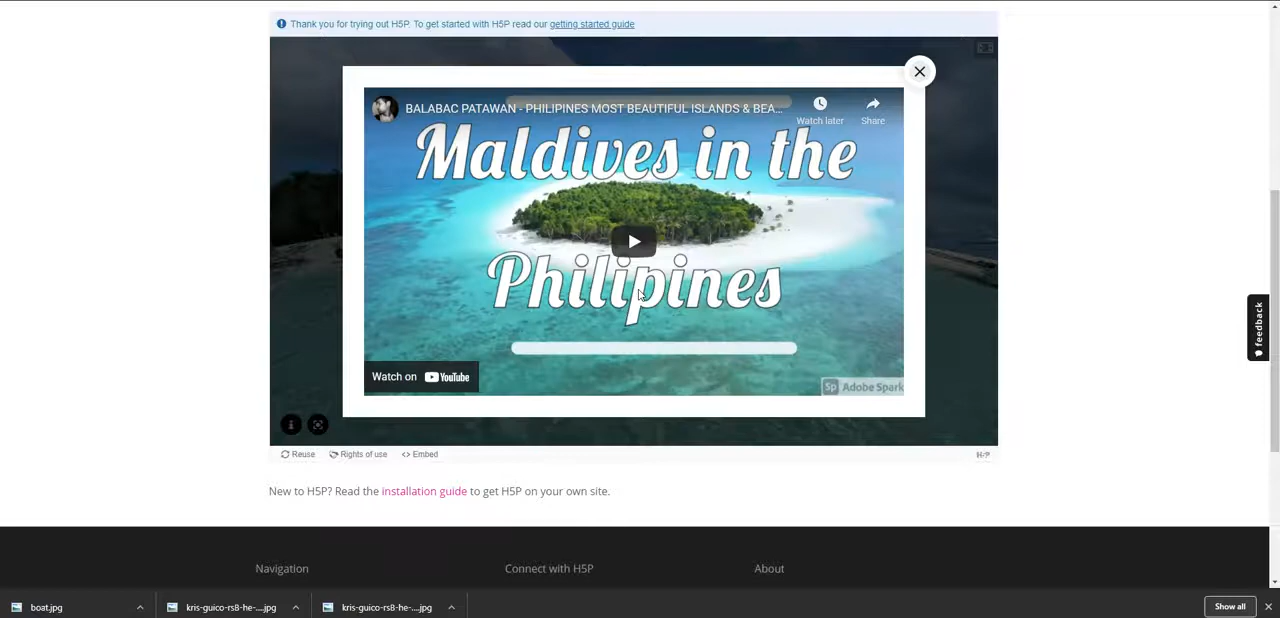 Thank you for trying out H5P. To get started with H5P read our getting started guide
BALABAC PATAWAN - PHILIPINES MOST BEAUTIFUL ISLANDS & BEA...
Watch later
Share
Maldives in the
Philipines
Watch on YouTube
Sp Adobe Spark
Reuse
Rights of use
<> Embed
H-P
New to H5P? Read the installation guide to get H5P on your own site.
feedback
Navigation
Connect with H5P
About
boat.jpg
kris-guico-rsB-he-....jpg
kris-guico-rsB-he-....jpg
Show all